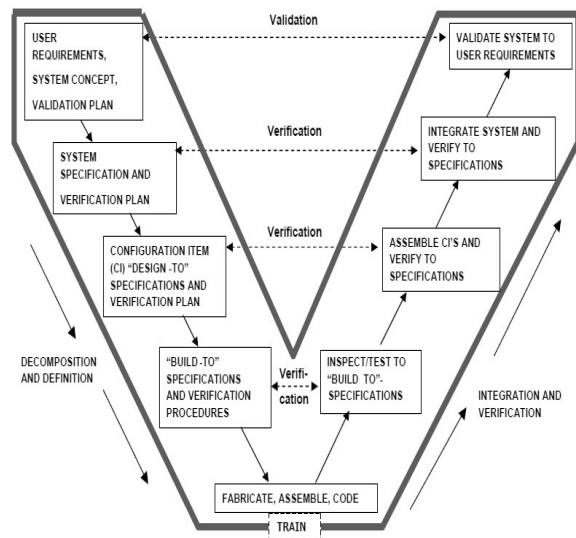 Validation
USER
REQUIREMENTS,
SYSTEM CONCEPT,
VALIDATION PLAN
VALIDATE SYSTEM TO
USER REQUIREMENTS
Verification
SYSTEM
SPECIFICATION AND
VERIFICATION PLAN
INTEGRATE SYSTEM AND
VERIFY TO
SPECIFICATIONS
Verification
CONFIGURATION ITEM
(CI) “DESIGN -TO”
SPECIFICATIONS AND
VERIFICATION PLAN
ASSEMBLE CI'S AND
VERIFY TO
SPECIFICATIONS
DECOMPOSITION
AND DEFINITION
“BUILD -TO”
SPECIFICATIONS
AND VERIFICATION
PROCEDURES
Verifi-
cation
INSPECT/TEST TO
“BUILD TO”-
SPECIFICATIONS
INTEGRATION AND
VERIFICATION
FABRICATE, ASSEMBLE, CODE
TRAIN